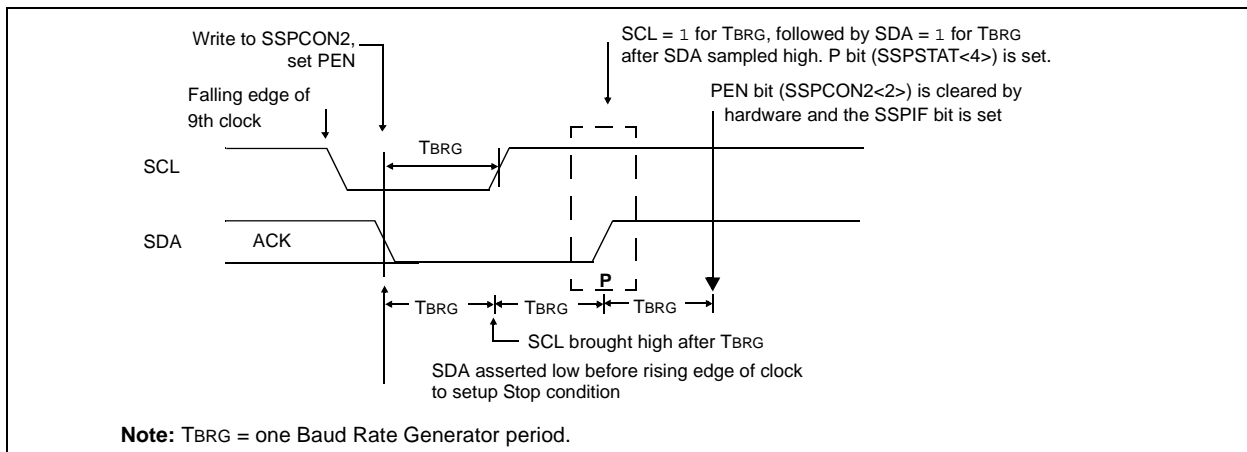 Write to SSPCON2,
set PEN
SCL = 1 for TBRG, followed by SDA = 1 for TBRG
after SDA sampled high. P bit (SSPSTAT<4>) is set.
Falling edge of
9th clock
PEN bit (SSPCON2<2>) is cleared by
hardware and the SSPIF bit is set
TBRG
SCL
SDA
ACK
P
TBRG
TBRG
TBRG
SCL brought high after TBRG
SDA asserted low before rising edge of clock
to setup Stop condition
Note: TBRG = one Baud Rate Generator period.